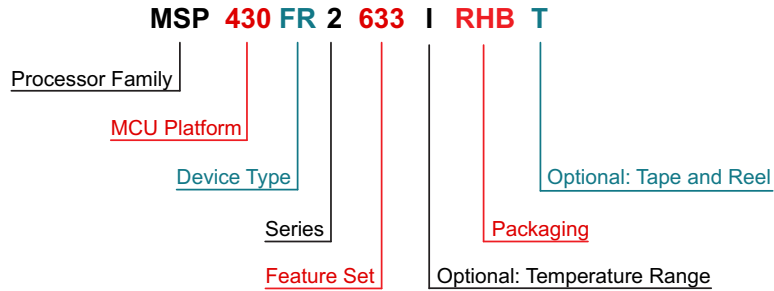 MSP 430 FR 2 633 I RHB T
Processor Family
MCU Platform
Device Type
Optional: Tape and Reel
Series
Packaging
Feature Set
Optional: Temperature Range